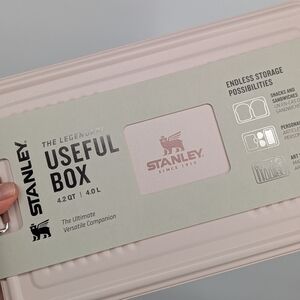 STANLEY
THE LEGENDARY
USEFUL
BOX
4.2 QT | 4.0 L
The Ultimate
Versatile Companion
STANLEY
SINCE 1913
ENDLESS STORAGE
POSSIBILITIES
SNACKS AND
SANDWICHES
PERSONAL